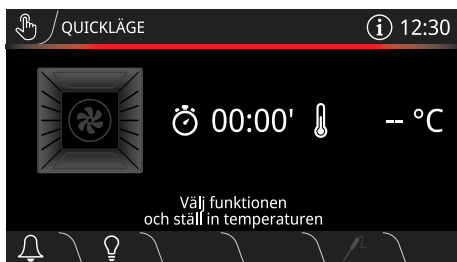 QUICKLÄGE
i 12:30
00:00' -- °C
Välj funktionen
och ställ in temperaturen